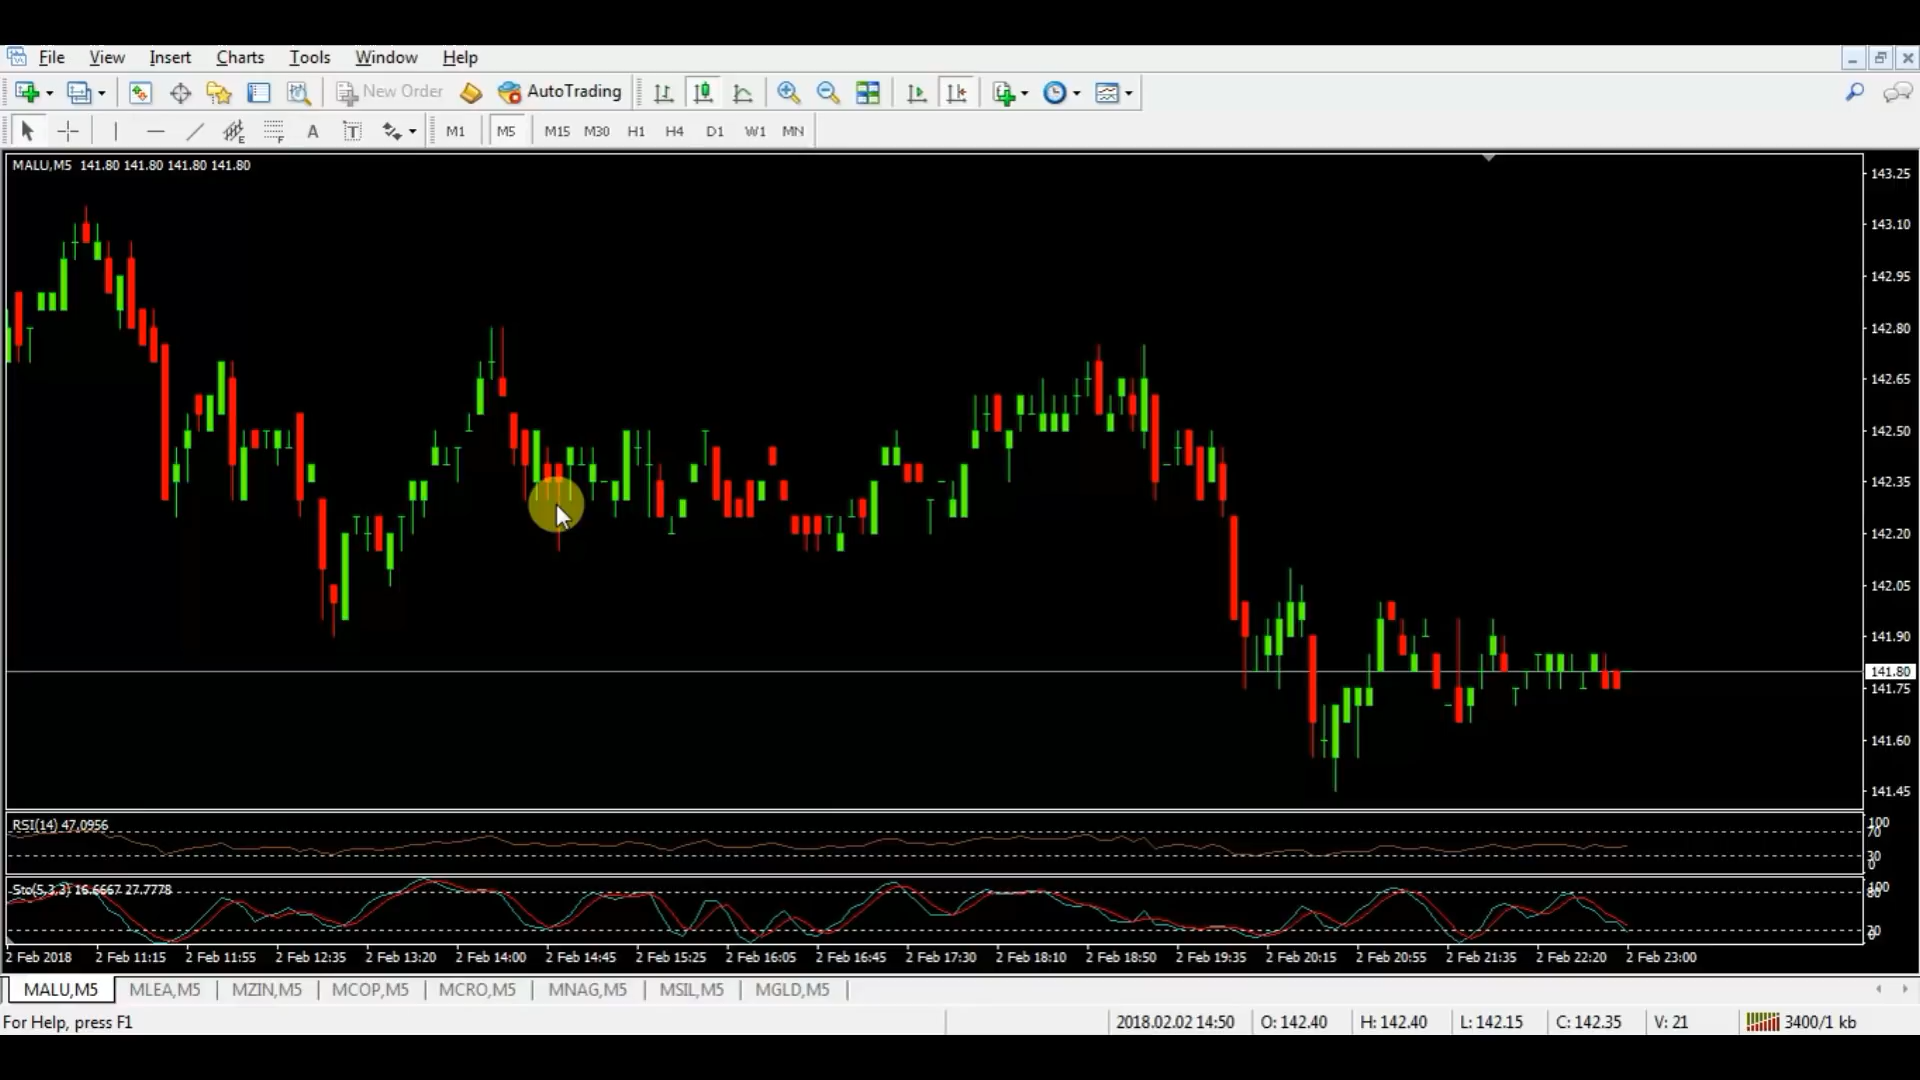 File View Insert Charts Tools Window Help
New Order AutoTrading
A T M1 M5 M15 M30 H1 H4 D1 W1 MN
MALU,M5 141.80 141.80 141.80 141.80
143.25
143.10
142.95
142.80
142.65
142.50
142.35
142.20
142.05
141.90
141.80
141.75
141.60
141.45
RSI(14) 47.0956
100
70
30
0
Sto(5,3,3) 16.6667 27.7778
100
80
20
0
2 Feb 2018 2 Feb 11:15 2 Feb 11:55 2 Feb 12:35 2 Feb 13:20 2 Feb 14:00 2 Feb 14:45 2 Feb 15:25 2 Feb 16:05 2 Feb 16:45 2 Feb 17:30 2 Feb 18:10 2 Feb 18:50 2 Feb 19:35 2 Feb 20:15 2 Feb 20:55 2 Feb 21:35 2 Feb 22:20 2 Feb 23:00
MALU,M5 MLEA,M5 MZIN,M5 MCOP,M5 MCRO,M5 MNAG,M5 MSIL,M5 MGLD,M5
For Help, press F1 2018.02.02 14:50 O: 142.40 H: 142.40 L: 142.15 C: 142.35 V: 21 3400/1 kb